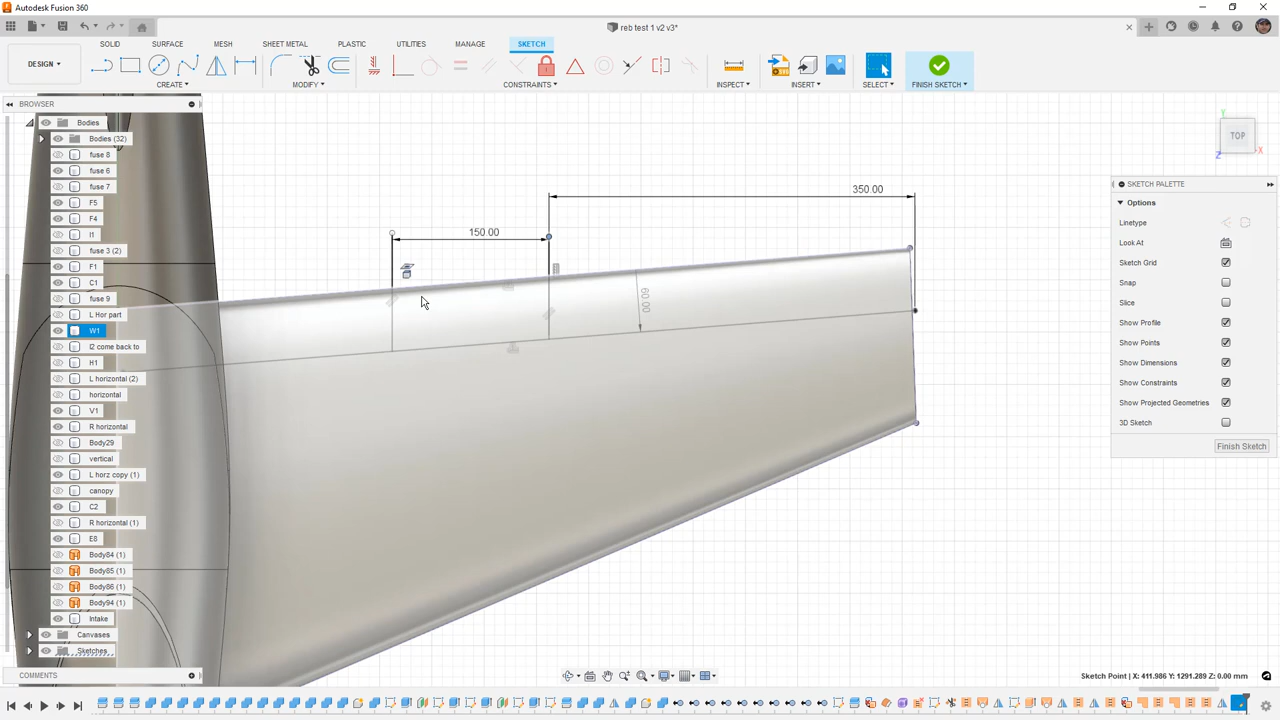 Autodesk Fusion 360
reb test 1 v2 v3*
SOLID SURFACE MESH SHEET METAL PLASTIC UTILITIES MANAGE SKETCH
DESIGN ▾
CREATE ▾ MODIFY ▾ CONSTRAINTS ▾ INSPECT ▾ INSERT ▾ SELECT ▾ FINISH SKETCH ▾
BROWSER
Bodies
Bodies (32)
fuse 8
fuse 6
fuse 7
F5
F4
I1
fuse 3 (2)
F1
C1
fuse 9
L Hor part
W1
I2 come back to
H1
L horizontal (2)
horizontal
V1
R horizontal
Body29
vertical
L horz copy (1)
canopy
C2
R horizontal (1)
E8
Body84 (1)
Body85 (1)
Body86 (1)
Body94 (1)
Intake
Canvases
Sketches
COMMENTS
350.00
150.00
60.00
Y
TOP
X
Z
SKETCH PALETTE
Options
Linetype
Look At
Sketch Grid
Snap
Slice
Show Profile
Show Points
Show Dimensions
Show Constraints
Show Projected Geometries
3D Sketch
Finish Sketch
Sketch Point | X: 411.986 Y: 1291.289 Z: 0.00 mm